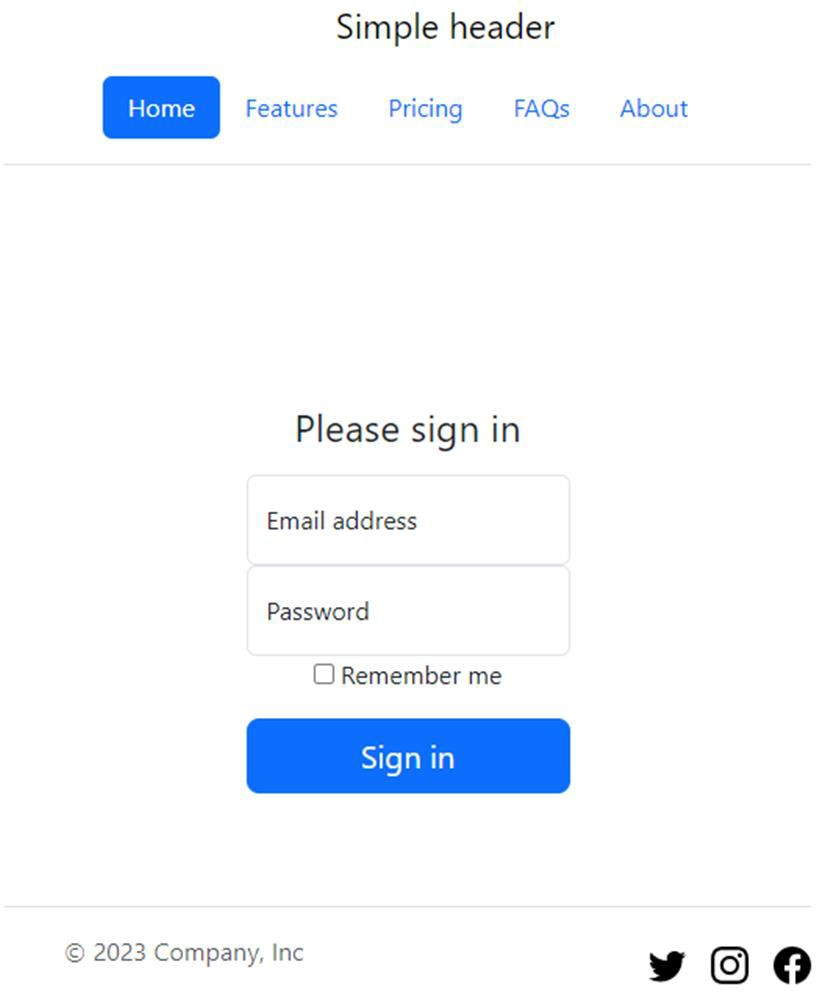 Simple header
Home Features Pricing FAQs About
Please sign in
Email address
Password
Remember me
Sign in
© 2023 Company, Inc